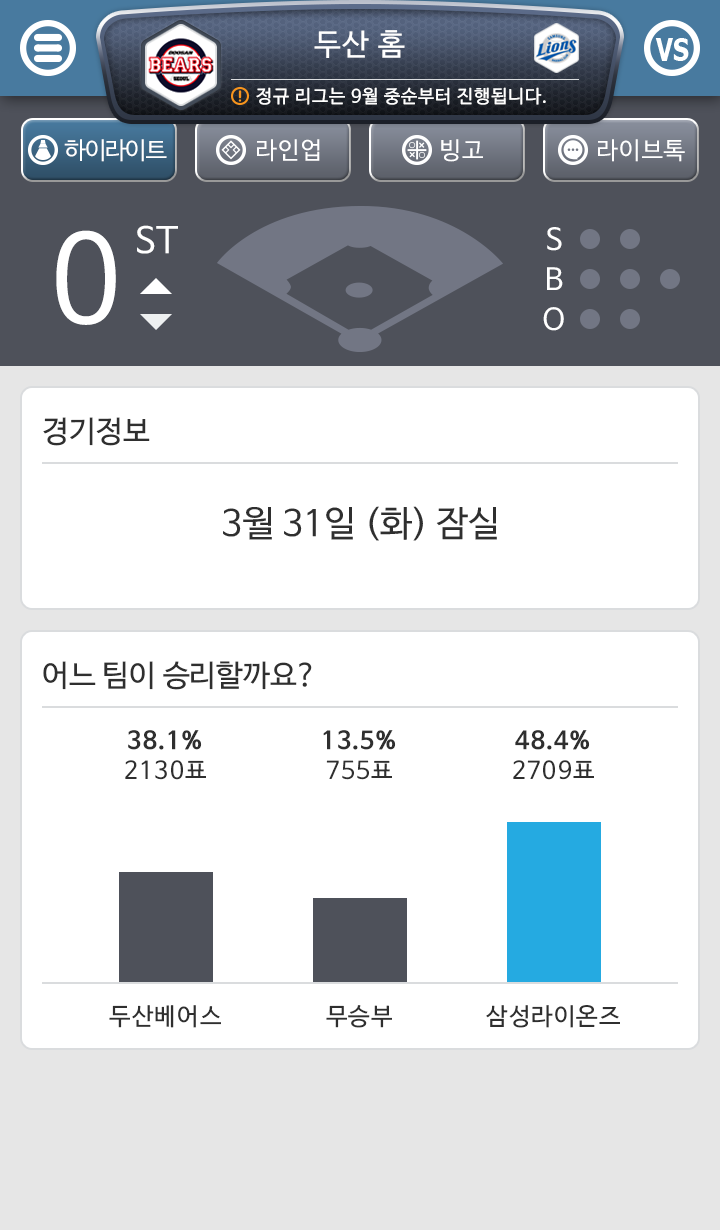 두산 홈
DOOSAN
BEARS
SEOUL
SAMSUNG
Lions
VS
! 정규 리그는 9월 중순부터 진행됩니다.
하이라이트
라인업
빙고
라이브톡
0 ST
S
B
O
경기정보
3월 31일 (화) 잠실
어느 팀이 승리할까요?
38.1% 13.5% 48.4%
2130표 755표 2709표
두산베어스 무승부 삼성라이온즈